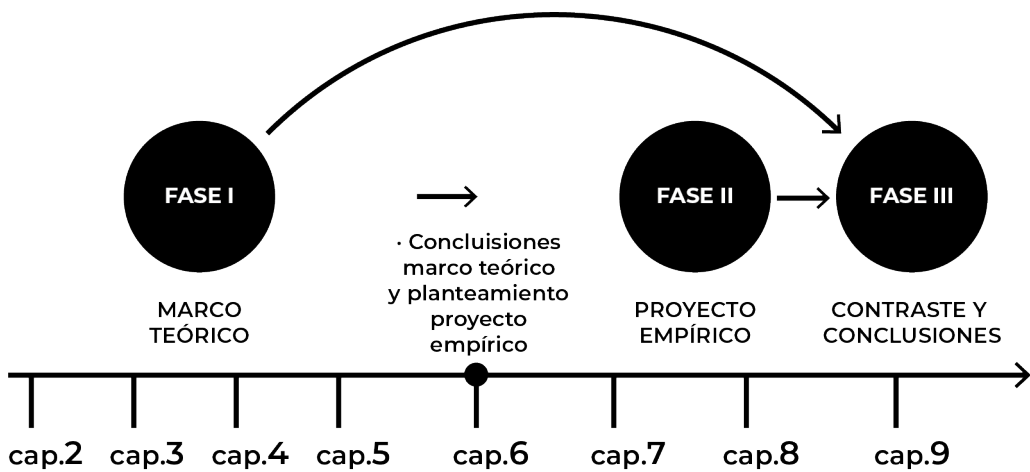 FASE I
FASE II
FASE III
· Concluisiones
marco teórico
y planteamiento
proyecto
empírico
MARCO
TEÓRICO
PROYECTO
EMPÍRICO
CONTRASTE Y
CONCLUSIONES
cap.2 cap.3 cap.4 cap.5 cap.6 cap.7 cap.8 cap.9